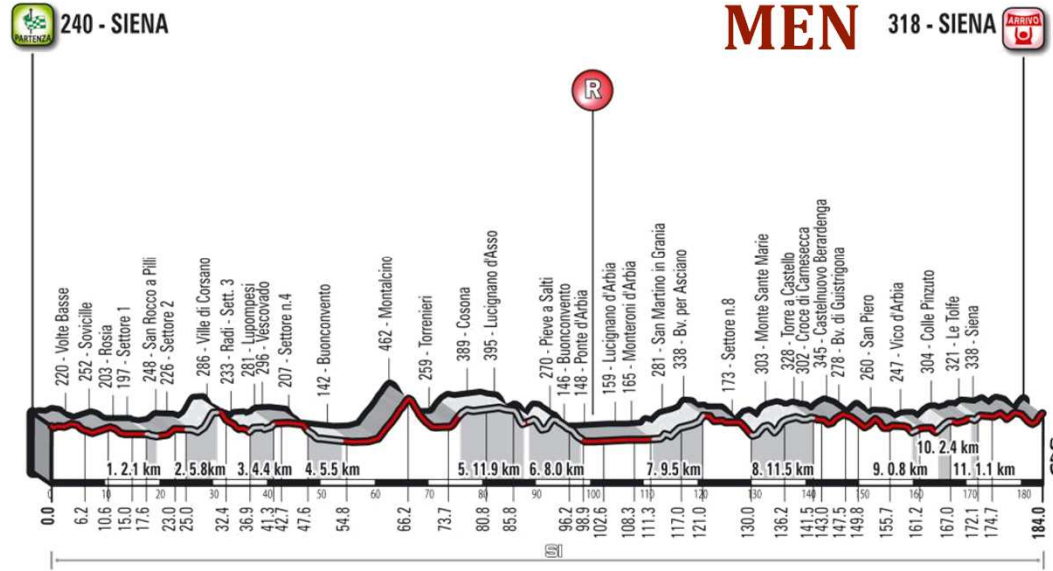 PARTENZA
240 - SIENA
MEN
318 - SIENA
ARRIVO
R
220 - Volte Basse
252 - Sovicille
203 - Rosia
197 - Settore 1
248 - San Rocco a Pilli
226 - Settore 2
286 - Ville di Corsano
233 - Radi - Sett. 3
281 - Lupompesi
296 - Vescovado
207 - Settore n.4
142 - Buonconvento
462 - Montalcino
259 - Torrenieri
389 - Cosona
395 - Lucignano d'Asso
270 - Pieve a Salti
146 - Buonconvento
148 - Ponte d'Arbia
159 - Lucignano d'Arbia
165 - Monteroni d'Arbia
281 - San Martino in Grania
338 - Bv. per Asciano
173 - Settore n.8
303 - Monte Sante Marie
328 - Torre a Castello
302 - Croce di Carnesecca
345 - Castelnuovo Berardenga
278 - Bv. di Guistrigona
260 - San Piero
247 - Vico d'Arbia
304 - Colle Pinzuto
321 - Le Tolfe
338 - Siena
1. 2.1 km
2. 5.8km
3. 4.4 km
4. 5.5 km
5. 11.9 km
6. 8.0 km
7. 9.5 km
8. 11.5 km
9. 0.8 km
10. 2.4 km
11. 1.1 km
0 10 20 30 40 50 60 70 80 90 100 110 120 130 140 150 160 170 180
0.0
6.2
10.6
15.0
17.6
23.0
25.0
32.4
36.9
41.3
42.7
47.6
54.8
66.2
73.7
80.8
85.8
96.2
98.9
102.6
108.3
111.3
117.0
121.0
130.0
136.2
141.5
143.0
147.5
149.8
155.7
161.2
167.0
172.1
174.7
184.0
SI